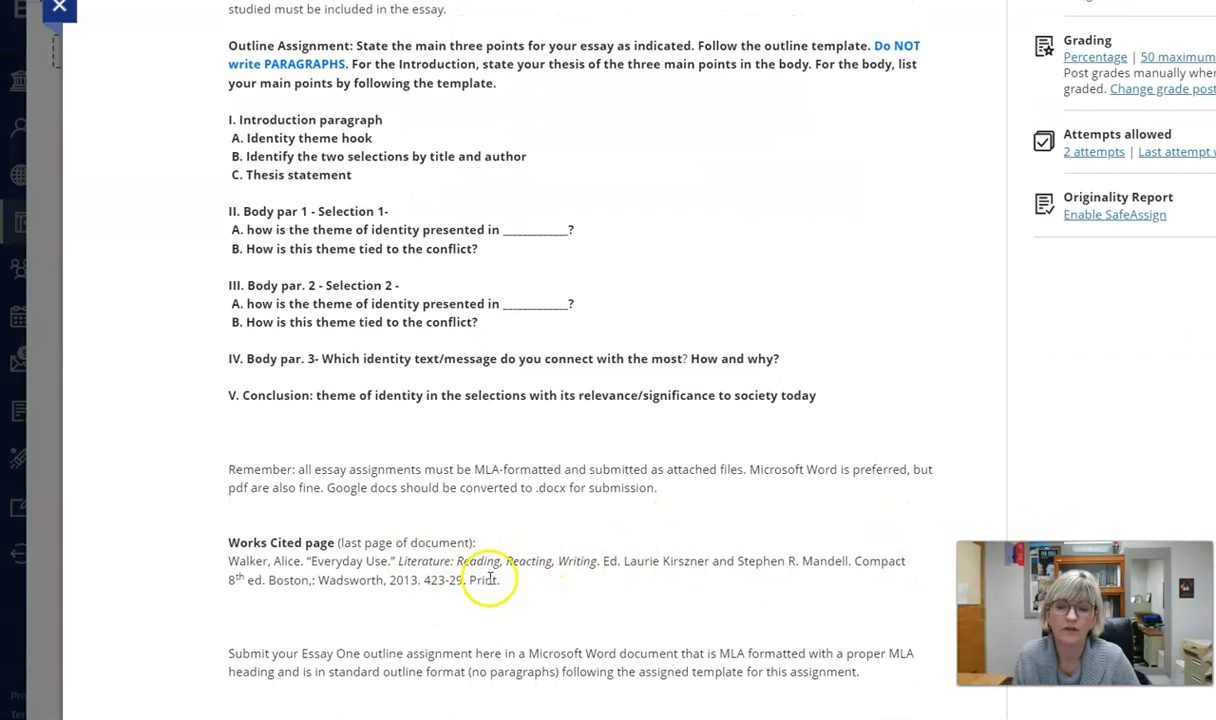 studied must be included in the essay.
Outline Assignment: State the main three points for your essay as indicated. Follow the outline template. Do NOT
write PARAGRAPHS. For the Introduction, state your thesis of the three main points in the body. For the body, list
your main points by following the template.
I. Introduction paragraph
A. Identity theme hook
B. Identify the two selections by title and author
C. Thesis statement
II. Body par 1 - Selection 1-
A. how is the theme of identity presented in _____________?
B. How is this theme tied to the conflict?
III. Body par. 2 - Selection 2 -
A. how is the theme of identity presented in _____________?
B. How is this theme tied to the conflict?
IV. Body par. 3- Which identity text/message do you connect with the most? How and why?
V. Conclusion: theme of identity in the selections with its relevance/significance to society today
Remember: all essay assignments must be MLA-formatted and submitted as attached files. Microsoft Word is preferred, but
pdf are also fine. Google docs should be converted to .docx for submission.
Works Cited page (last page of document):
Walker, Alice. “Everyday Use.” Literature: Reading, Reacting, Writing. Ed. Laurie Kirszner and Stephen R. Mandell. Compact
8th ed. Boston,: Wadsworth, 2013. 423-29. Print.
Submit your Essay One outline assignment here in a Microsoft Word document that is MLA formatted with a proper MLA
heading and is in standard outline format (no paragraphs) following the assigned template for this assignment.
Grading
Percentage | 50 maximum
Post grades manually when
graded. Change grade post
Attempts allowed
2 attempts | Last attempt
Originality Report
Enable SafeAssign